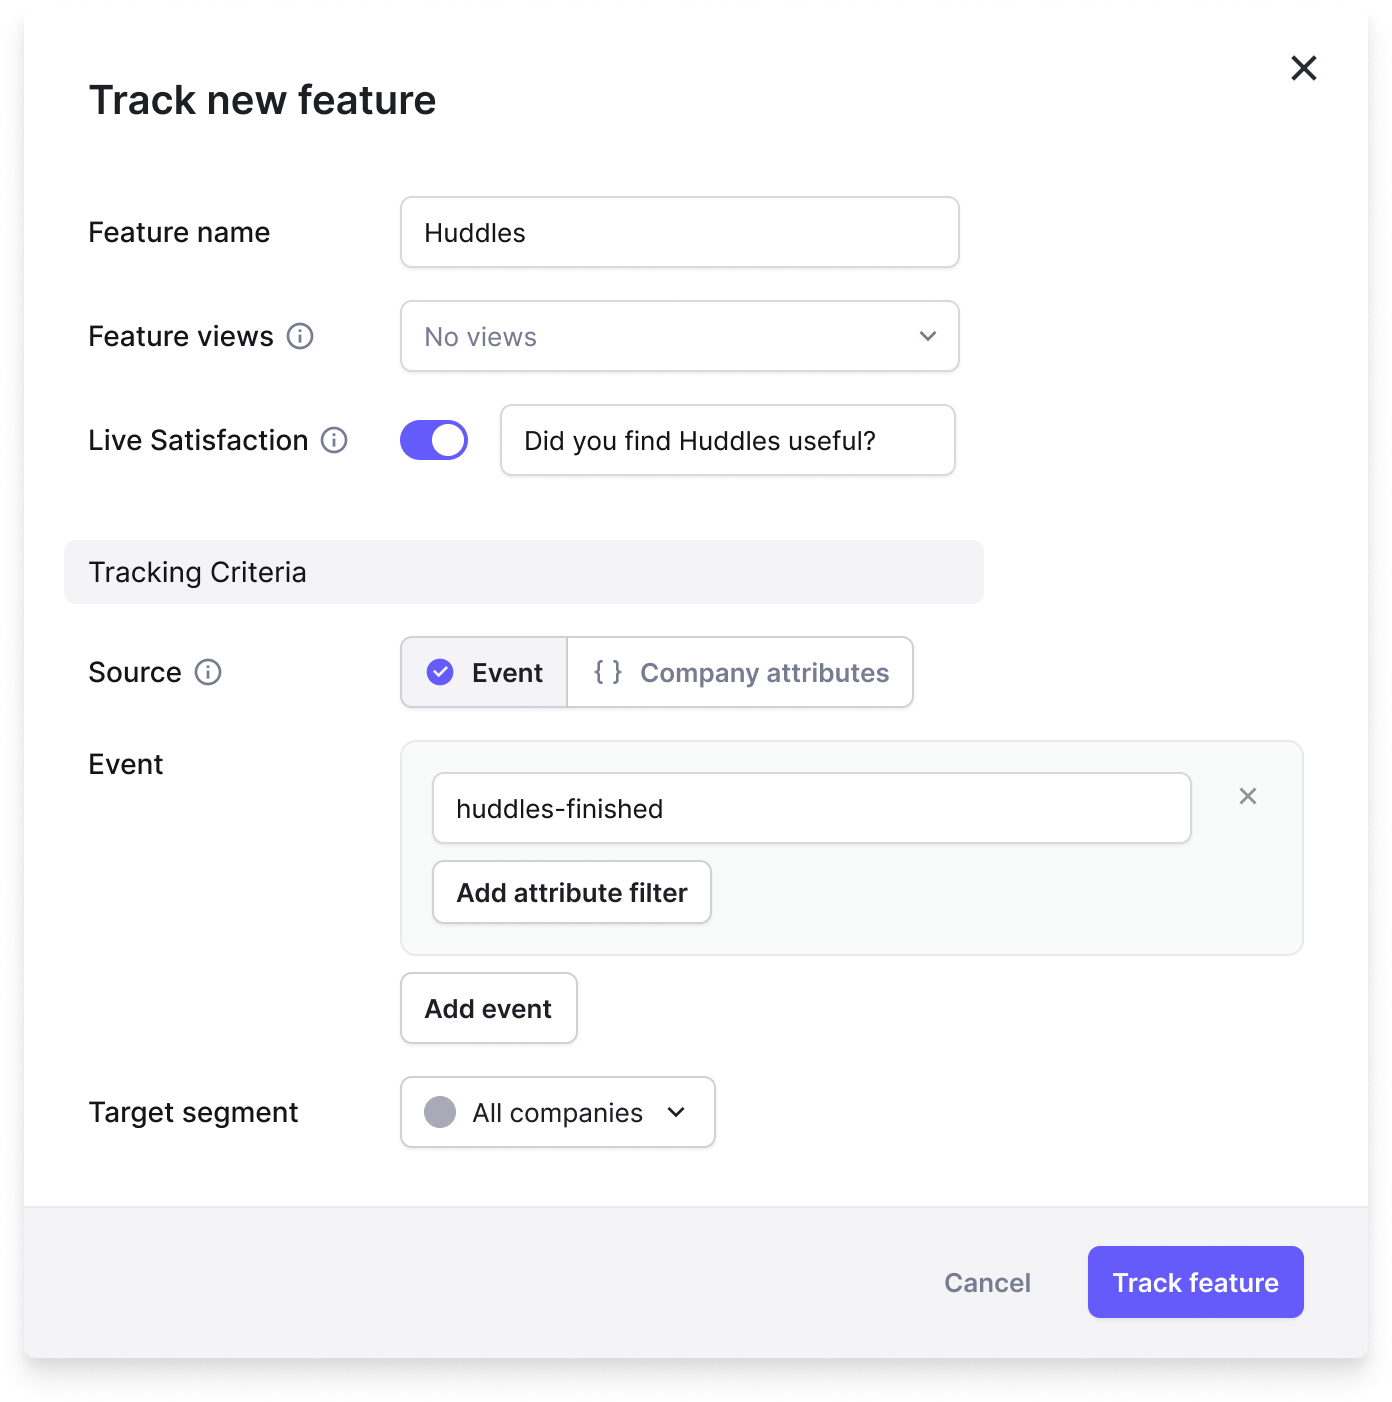 Track new feature
Feature name
Huddles
Feature views
No views
Live Satisfaction
Did you find Huddles useful?
Tracking Criteria
Source
Event
{ } Company attributes
Event
huddles-finished
Add attribute filter
Add event
Target segment
All companies
Cancel
Track feature